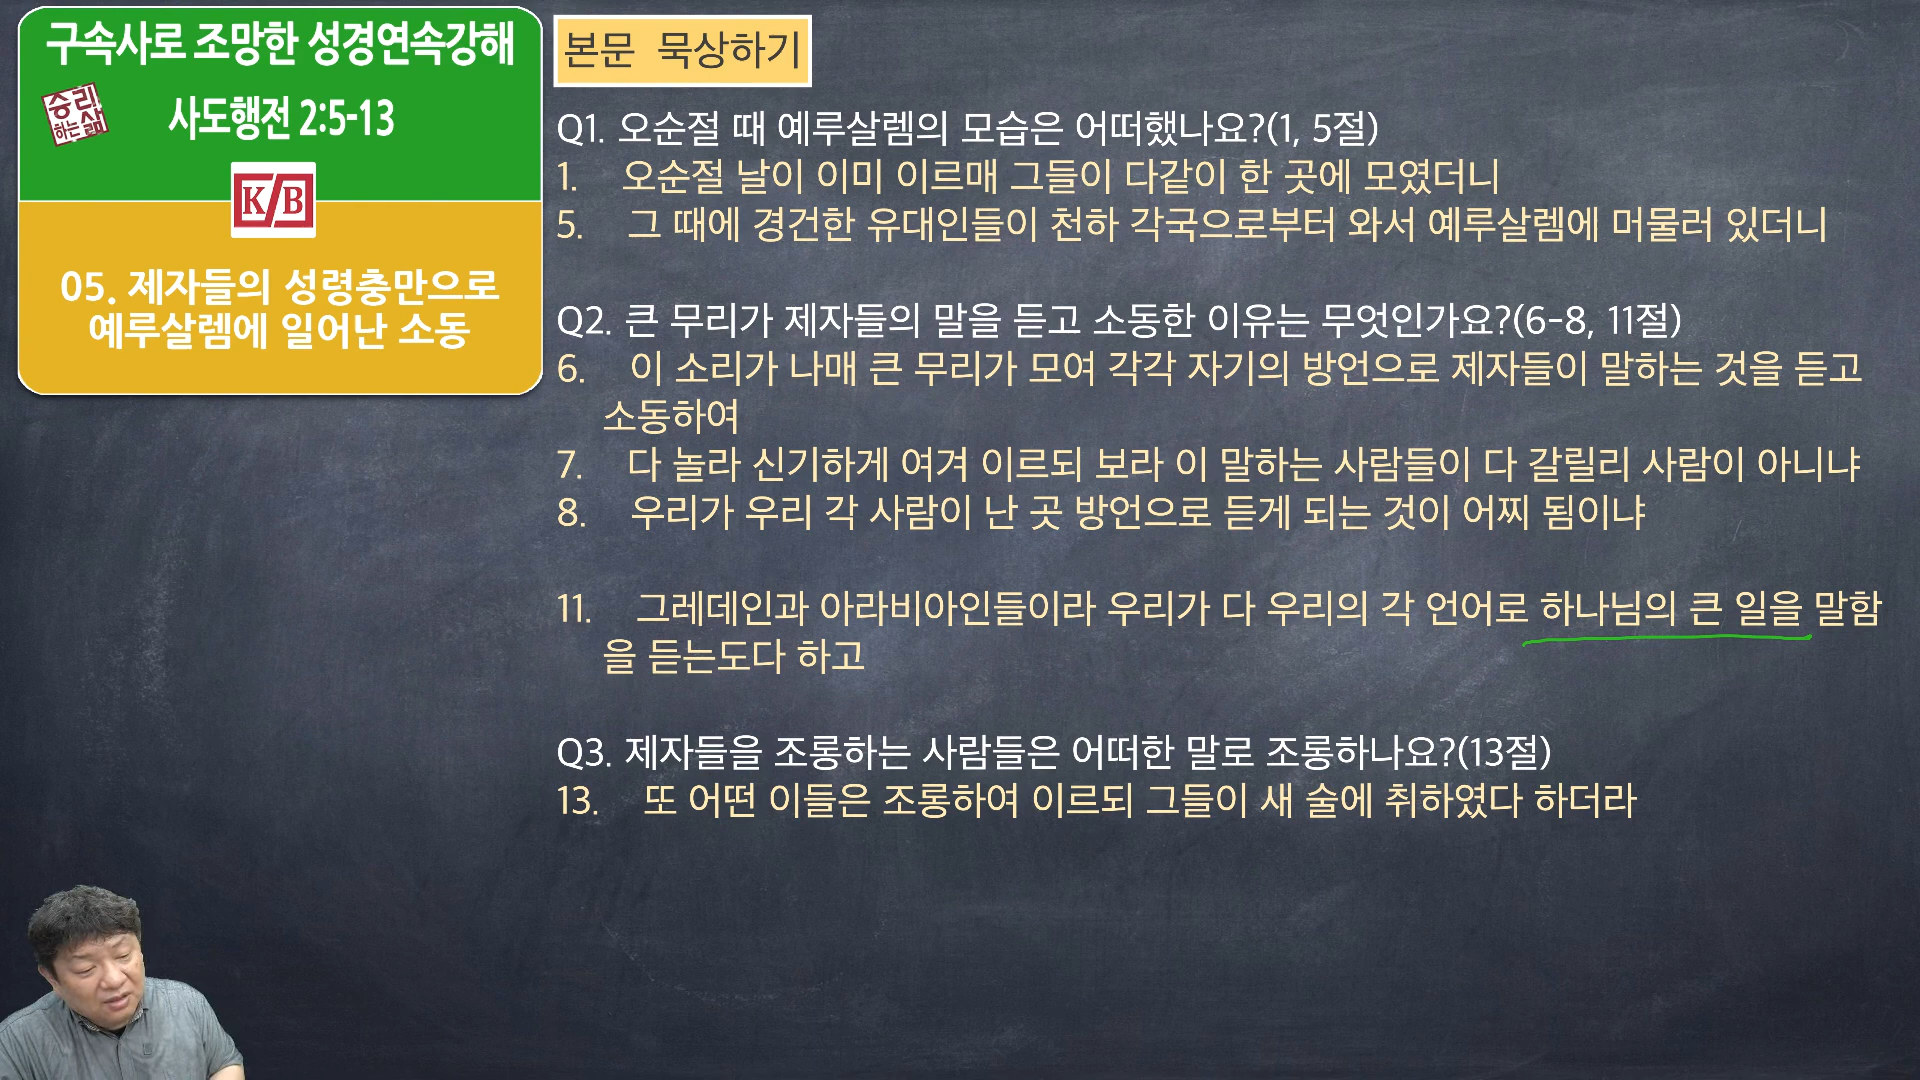 구속사로 조망한 성경연속강해
승리
하는 삶
사도행전 2:5-13
K/B
05. 제자들의 성령충만으로
예루살렘에 일어난 소동
본문 묵상하기
Q1. 오순절 때 예루살렘의 모습은 어떠했나요?(1, 5절)
1. 오순절 날이 이미 이르매 그들이 다같이 한 곳에 모였더니
5. 그 때에 경건한 유대인들이 천하 각국으로부터 와서 예루살렘에 머물러 있더니
Q2. 큰 무리가 제자들의 말을 듣고 소동한 이유는 무엇인가요?(6-8, 11절)
6. 이 소리가 나매 큰 무리가 모여 각각 자기의 방언으로 제자들이 말하는 것을 듣고
소동하여
7. 다 놀라 신기하게 여겨 이르되 보라 이 말하는 사람들이 다 갈릴리 사람이 아니냐
8. 우리가 우리 각 사람이 난 곳 방언으로 듣게 되는 것이 어찌 됨이냐
11. 그레데인과 아라비아인들이라 우리가 다 우리의 각 언어로 하나님의 큰 일을 말함
을 듣는도다 하고
Q3. 제자들을 조롱하는 사람들은 어떠한 말로 조롱하나요?(13절)
13. 또 어떤 이들은 조롱하여 이르되 그들이 새 술에 취하였다 하더라